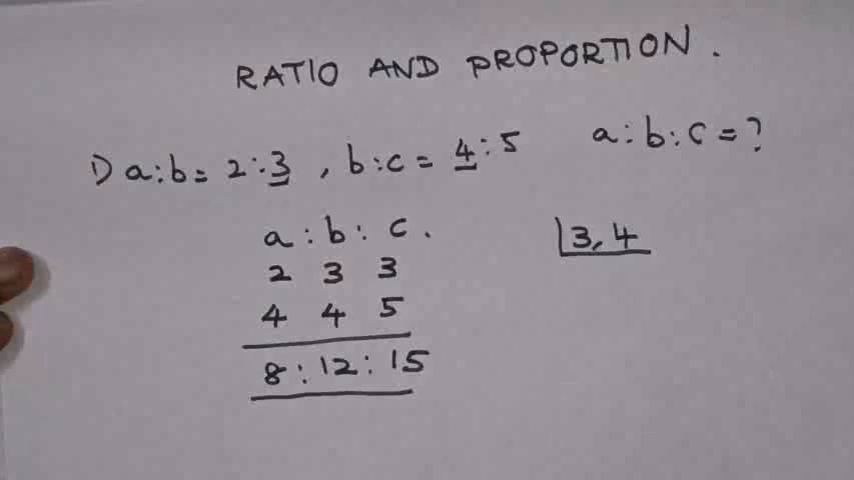 RATIO AND PROPORTION.
1) a:b = 2:3, b:c = 4:5 a:b:c = ?
a : b : c.
3, 4
2 3 3
4 4 5
8 : 12 : 15